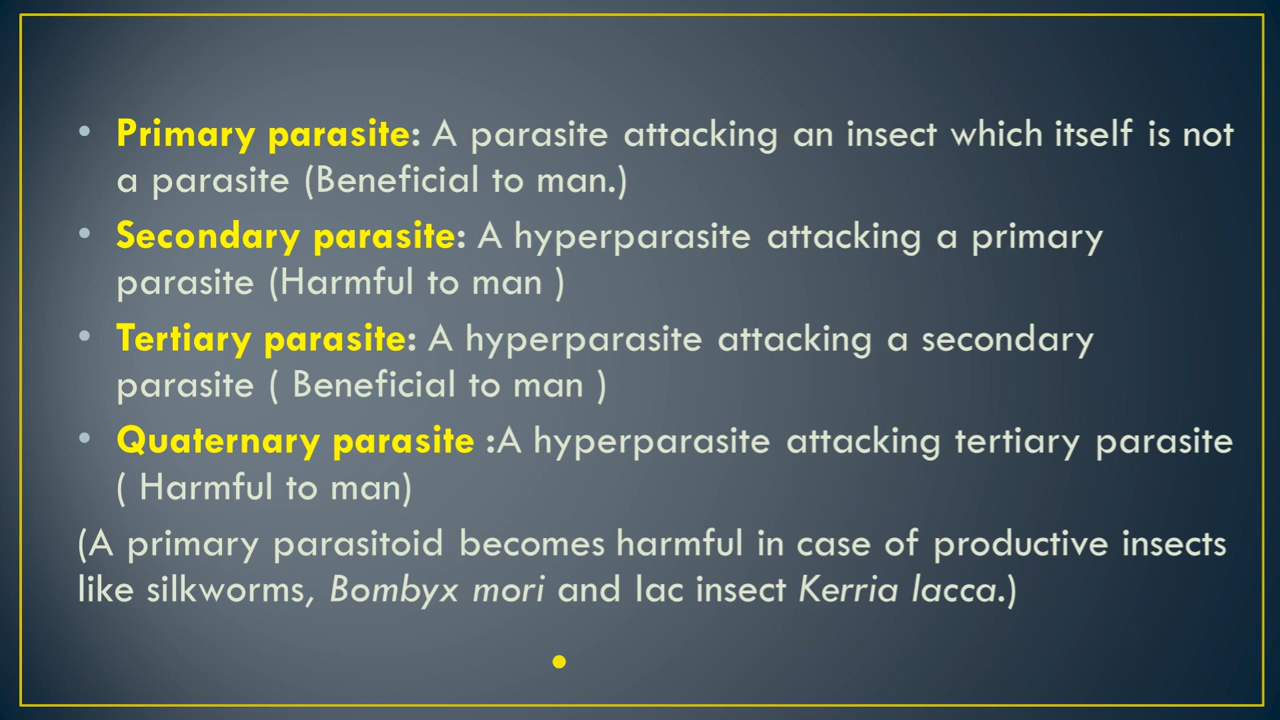 • Primary parasite: A parasite attacking an insect which itself is not
a parasite (Beneficial to man.)
• Secondary parasite: A hyperparasite attacking a primary
parasite (Harmful to man )
• Tertiary parasite: A hyperparasite attacking a secondary
parasite ( Beneficial to man )
• Quaternary parasite :A hyperparasite attacking tertiary parasite
( Harmful to man)
(A primary parasitoid becomes harmful in case of productive insects
like silkworms, Bombyx mori and lac insect Kerria lacca.)
•